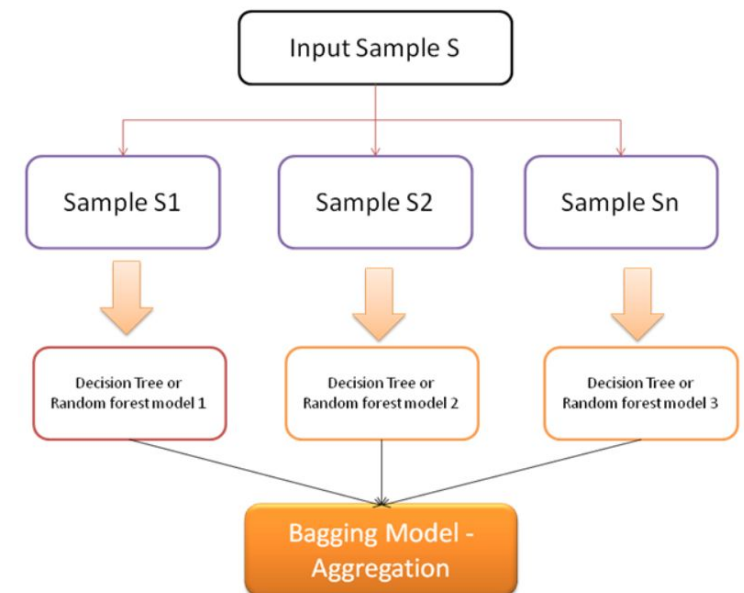 Input Sample S
Sample S1
Sample S2
Sample Sn
Decision Tree or
Random forest model 1
Decision Tree or
Random forest model 2
Decision Tree or
Random forest model 3
Bagging Model -
Aggregation